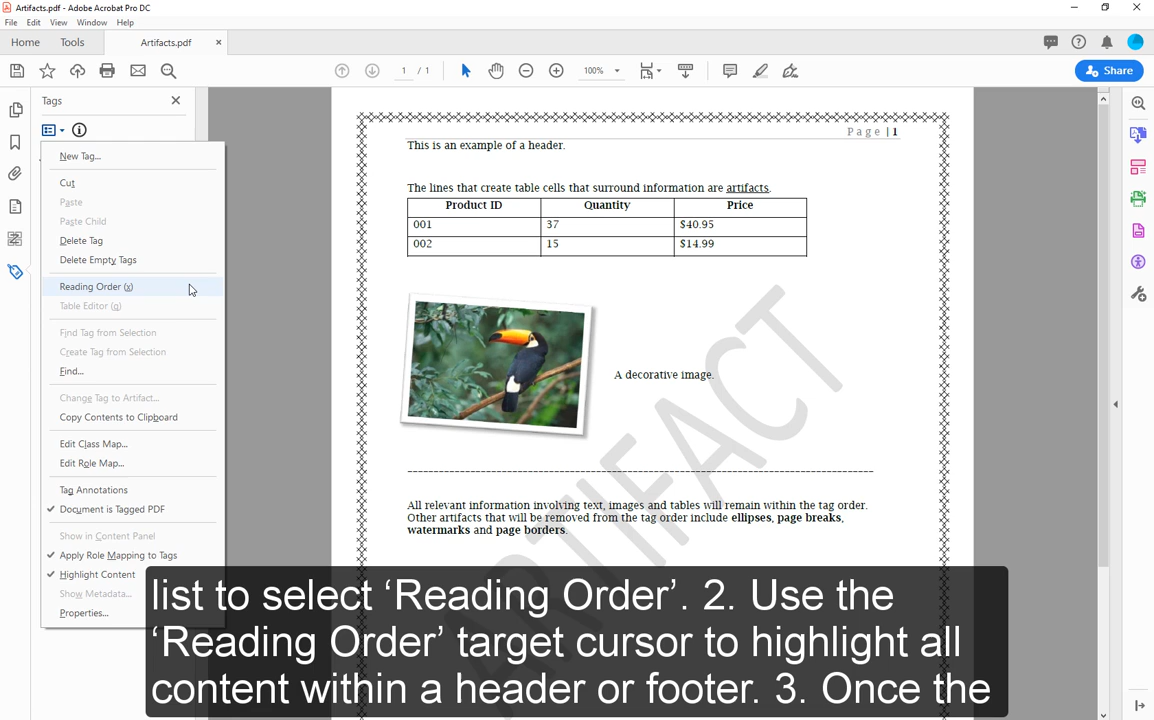 Artifacts.pdf - Adobe Acrobat Pro DC
File Edit View Window Help
Home Tools Artifacts.pdf ×
1 / 1 100% Share
Tags
New Tag...
Cut
Paste
Paste Child
Delete Tag
Delete Empty Tags
Reading Order (x)
Table Editor (g)
Find Tag from Selection
Create Tag from Selection
Find...
Change Tag to Artifact...
Copy Contents to Clipboard
Edit Class Map...
Edit Role Map...
Tag Annotations
Document is Tagged PDF
Show in Content Panel
Apply Role Mapping to Tags
Highlight Content
Show Metadata...
Properties...
Page | 1
This is an example of a header.
The lines that create table cells that surround information are artifacts.
Product ID Quantity Price
001 37 $40.95
002 15 $14.99
A decorative image.
All relevant information involving text, images and tables will remain within the tag order.
Other artifacts that will be removed from the tag order include ellipses, page breaks,
watermarks and page borders.
ARTIFACT
list to select ‘Reading Order’. 2. Use the
‘Reading Order’ target cursor to highlight all
content within a header or footer. 3. Once the